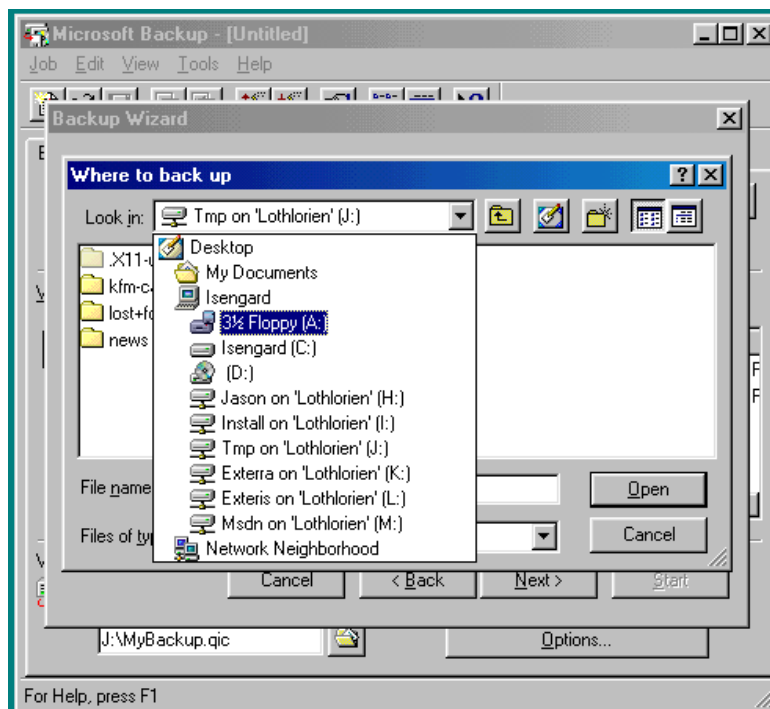 Microsoft Backup - [Untitled]
Job Edit View Tools Help
Backup Wizard
Where to back up
Look in: Tmp on 'Lothlorien' (J:)
Desktop
My Documents
Isengard
3½ Floppy (A:)
Isengard (C:)
(D:)
Jason on 'Lothlorien' (H:)
Install on 'Lothlorien' (I:)
Tmp on 'Lothlorien' (J:)
Exterra on 'Lothlorien' (K:)
Exteris on 'Lothlorien' (L:)
Msdn on 'Lothlorien' (M:)
Network Neighborhood
news
File name
Open
Files of
Cancel
Cancel < Back Next > Start
J:\MyBackup.qic Options...
For Help, press F1